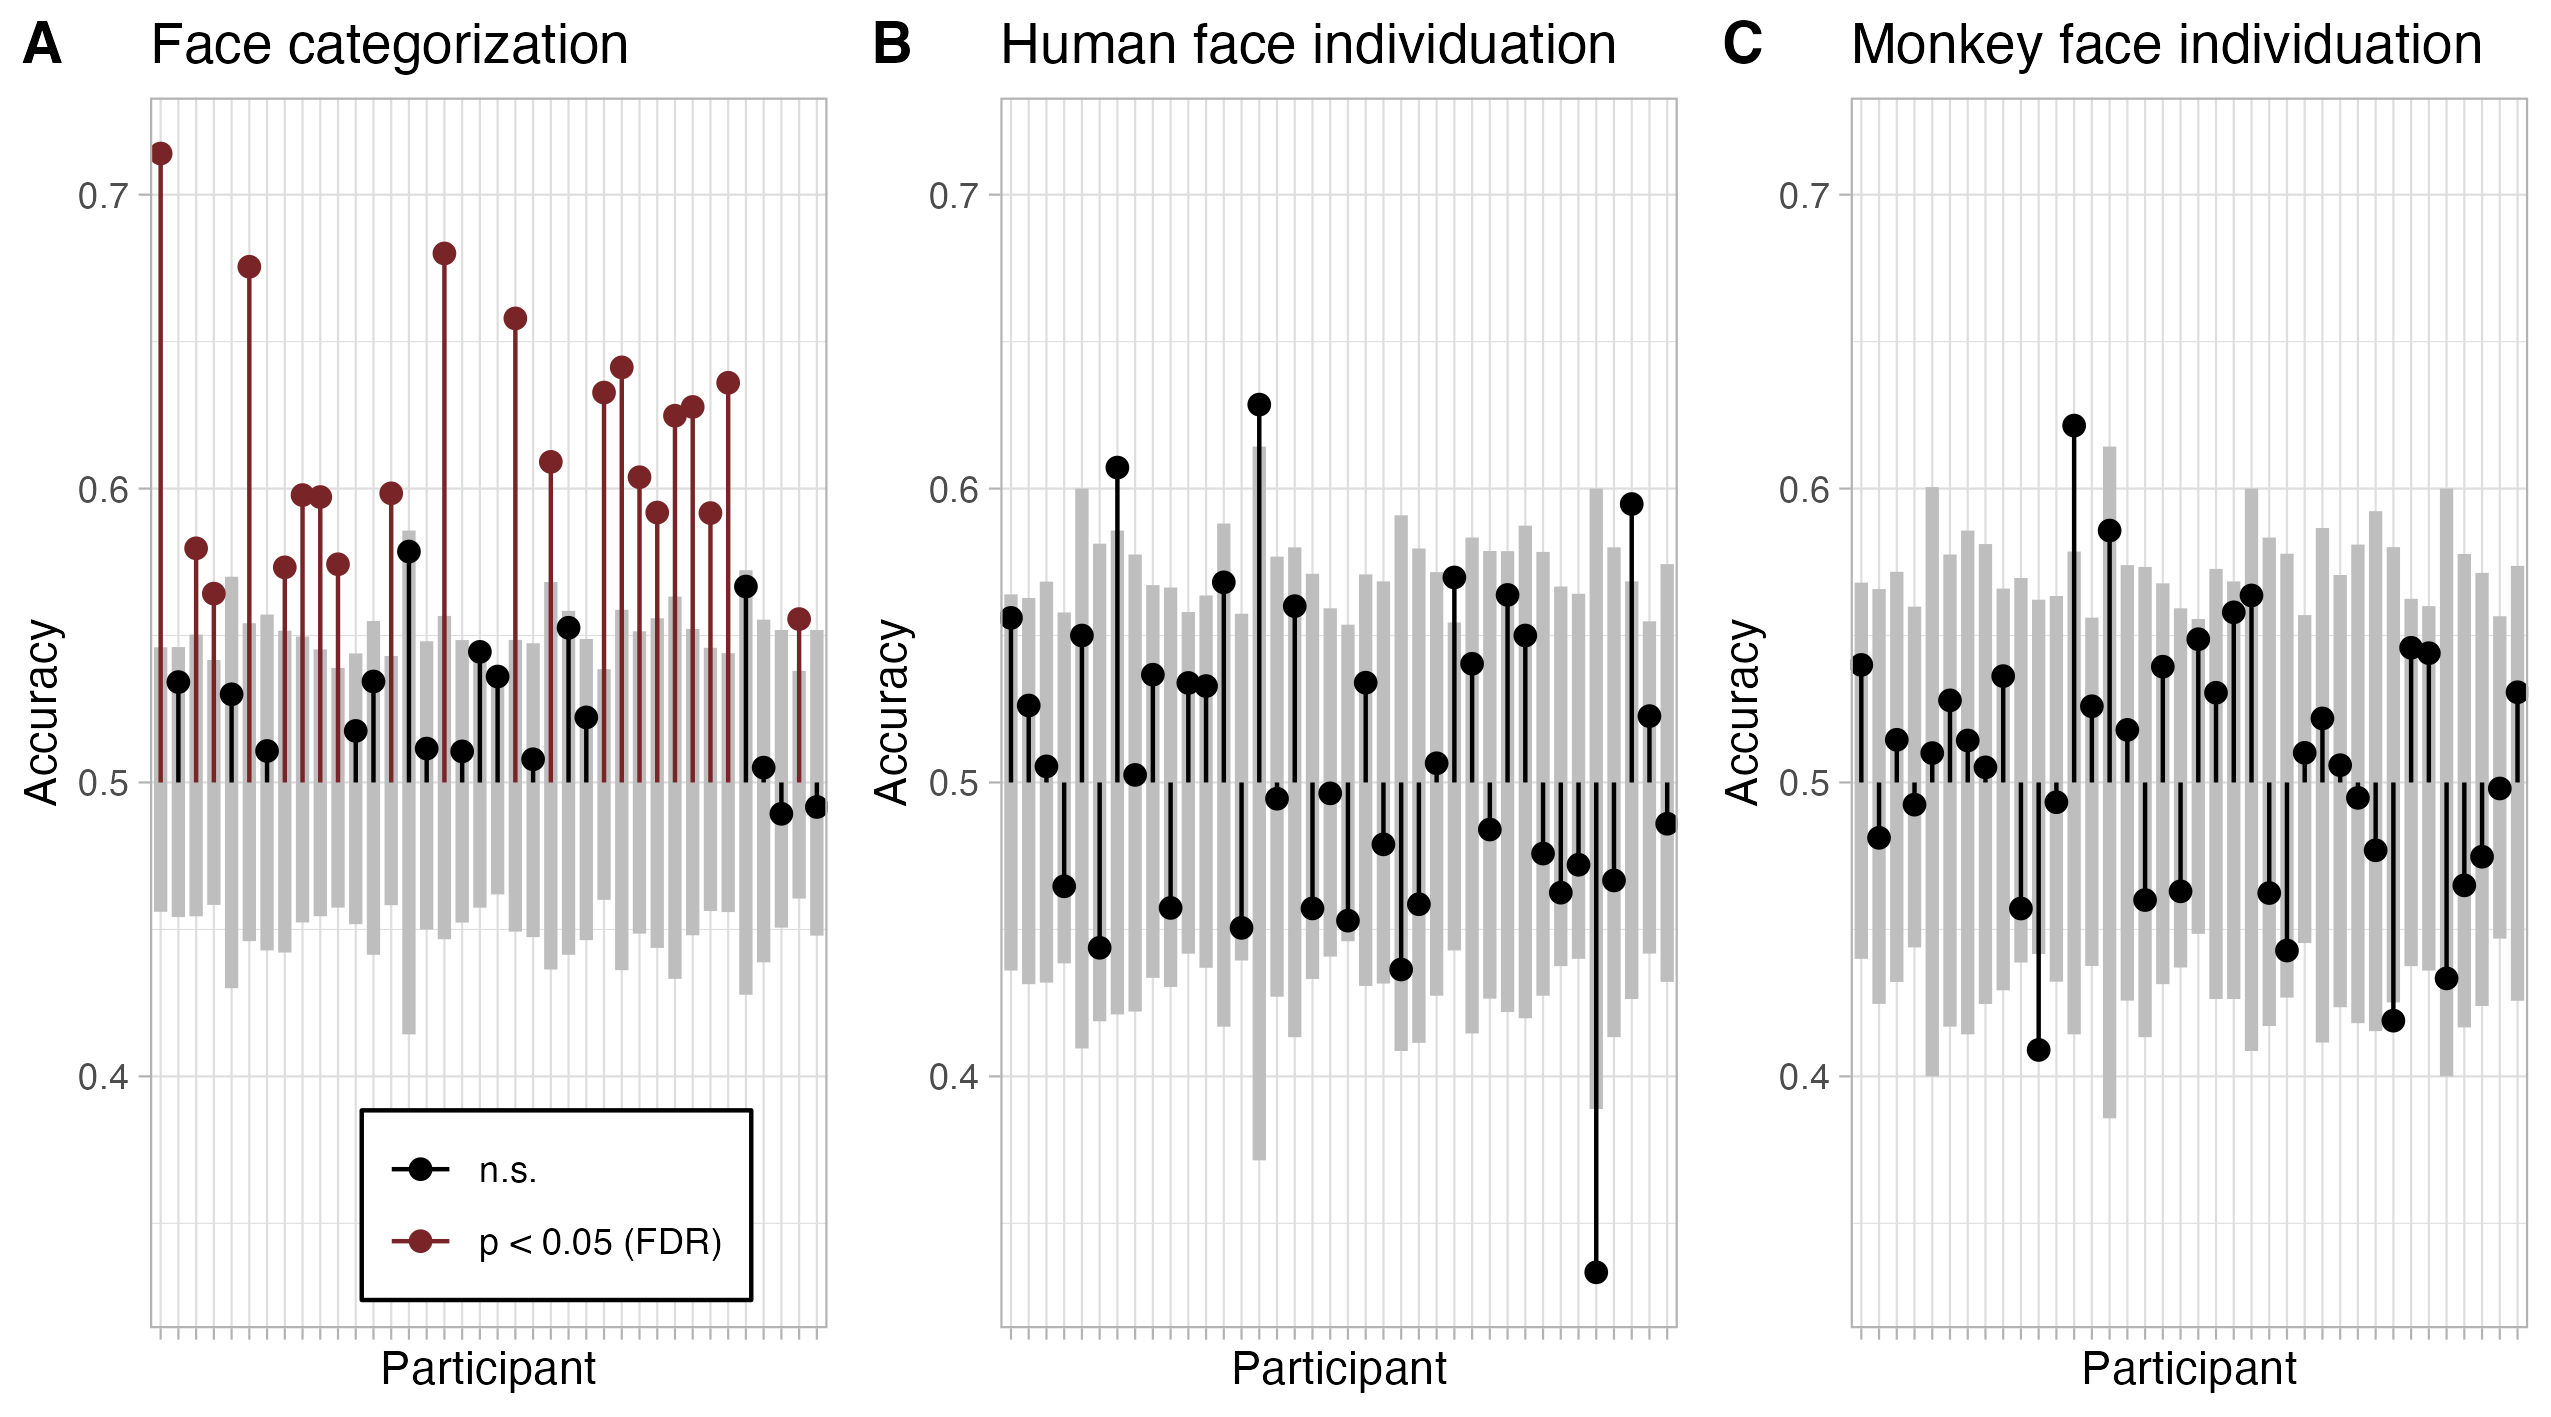 A Face categorization
Accuracy
0.7
0.6
0.5
0.4
n.s.
p < 0.05 (FDR)
Participant
B Human face individuation
Accuracy
0.7
0.6
0.5
0.4
Participant
C Monkey face individuation
Accuracy
0.7
0.6
0.5
0.4
Participant